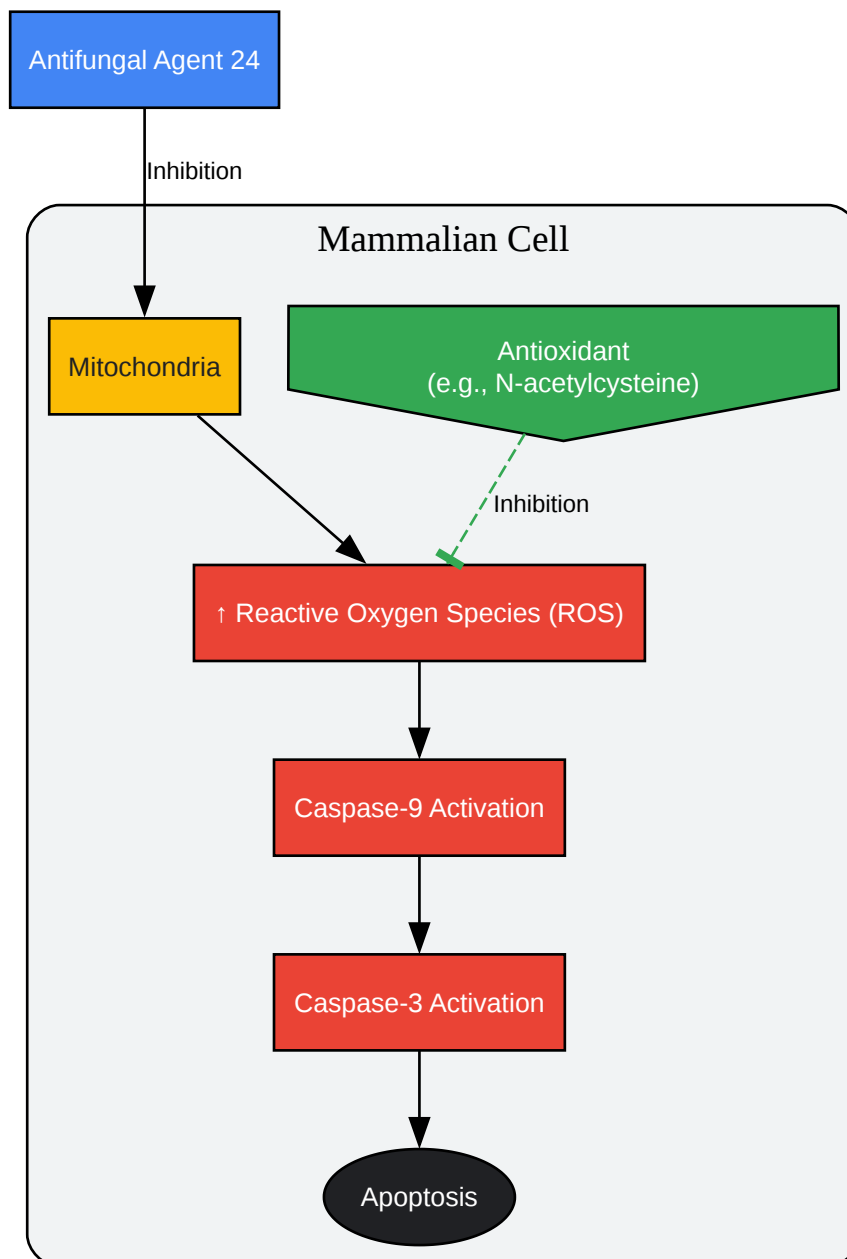 Antifungal Agent 24
Inhibition
Mammalian Cell
Mitochondria
Antioxidant
(e.g., N-acetylcysteine)
Inhibition
↑ Reactive Oxygen Species (ROS)
Caspase-9 Activation
Caspase-3 Activation
Apoptosis